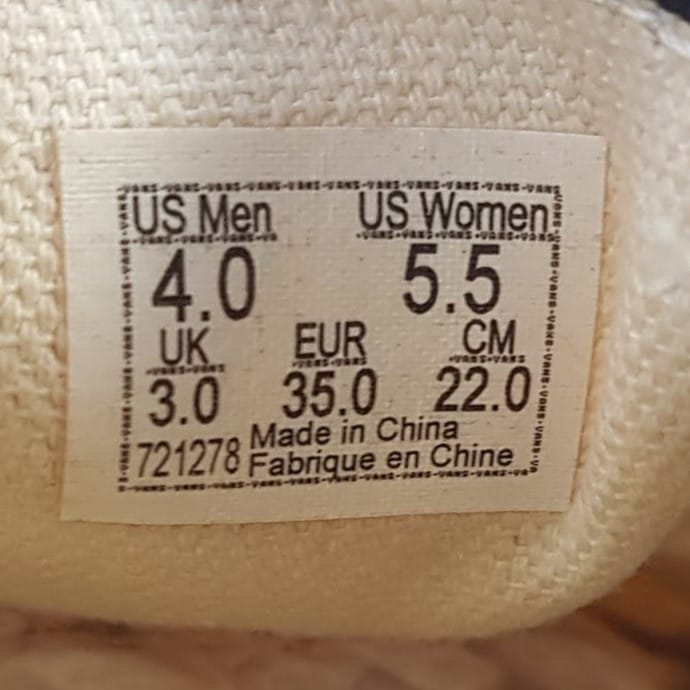 US Men US Women
4.0 5.5
UK EUR CM
3.0 35.0 22.0
721278 Made in China
Fabrique en Chine